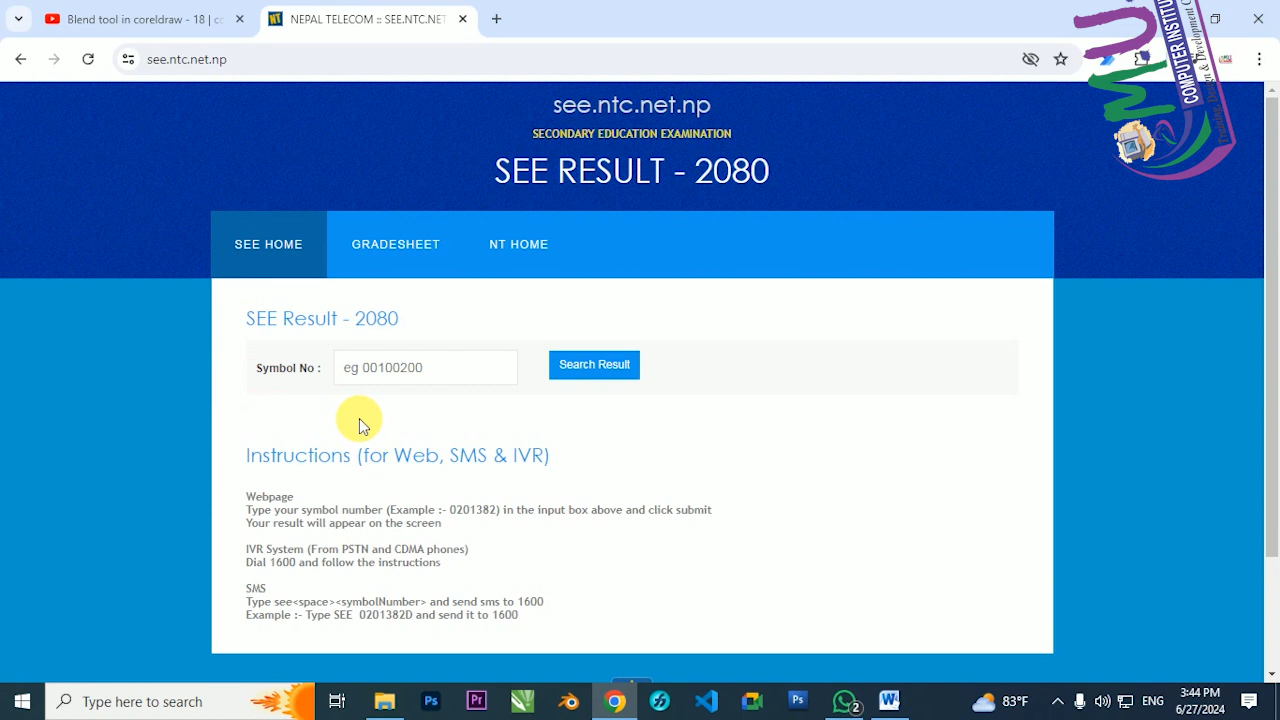 Blend tool in coreldraw - 18 | co
NEPAL TELECOM :: SEE.NTC.NET
see.ntc.net.np
see.ntc.net.np
SECONDARY EDUCATION EXAMINATION
SEE RESULT - 2080
SEE HOME GRADESHEET NT HOME
SEE Result - 2080
Symbol No : eg 00100200 Search Result
Instructions (for Web, SMS & IVR)
Webpage
Type your symbol number (Example :- 0201382) in the input box above and click submit
Your result will appear on the screen
IVR System (From PSTN and CDMA phones)
Dial 1600 and follow the instructions
SMS
Type see<space><symbolNumber> and send sms to 1600
Example :- Type SEE 0201382D and send it to 1600
COMPUTER INSTITU
Type here to search
83°F
ENG
3:44 PM
6/27/2024